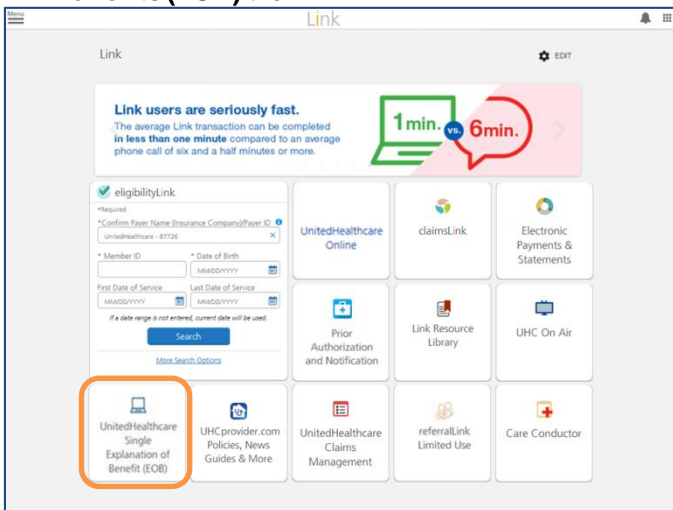 Menu
Link
Link
EDIT
Link users are seriously fast.
The average Link transaction can be completed
in less than one minute compared to an average
phone call of six and a half minutes or
more.
1 min. vs. 6 min.
eligibilityLink
*Required
*Confirm Payer Name (Insurance Company)/Payer ID
UnitedHealthcare - 87726
* Member ID
* Date of Birth
MM/DD/YYYY
First Date of Service
Last Date of Service
MM/DD/YYYY
MM/DD/YYYY
If a date range is not entered, current date will be used.
Search
More Search Options
UnitedHealthcare
Online
claimsLink
Electronic
Payments &
Statements
Prior
Authorization
and Notification
Link Resource
Library
UHC On Air
UnitedHealthcare
Single
Explanation of
Benefit (EOB)
UHCprovider.com
Policies, News
Guides & More
UnitedHealthcare
Claims
Management
referralLink
Limited Use
Care Conductor